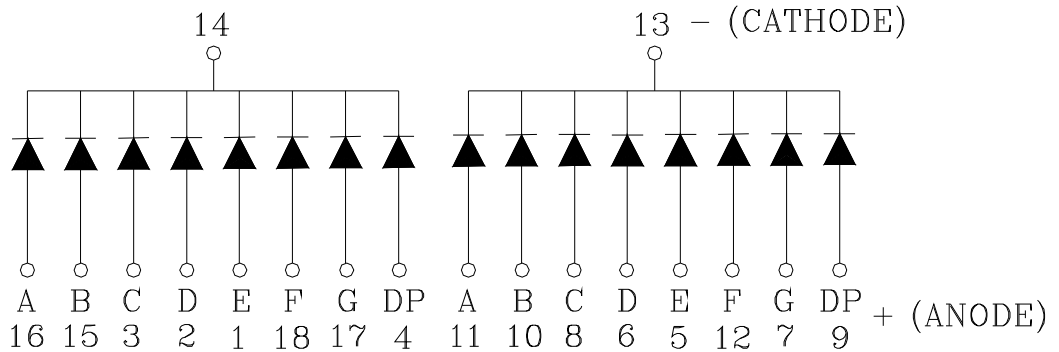 14 13 - (CATHODE)
A B C D E F G DP A B C D E F G DP + (ANODE)
16 15 3 2 1 18 17 4 11 10 8 6 5 12 7 9